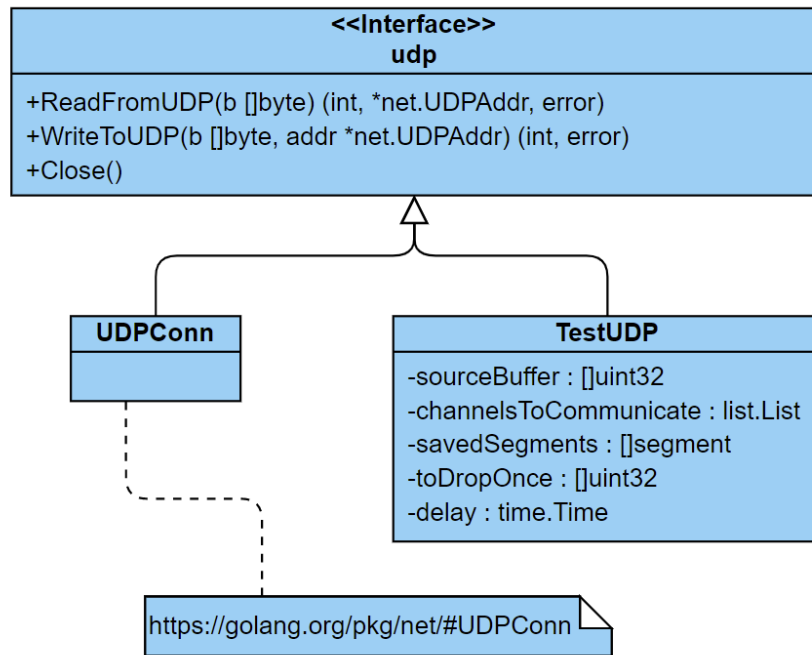 <<Interface>>
udp
+ReadFromUDP(b []byte) (int, *net.UDPAddr, error)
+WriteToUDP(b []byte, addr *net.UDPAddr) (int, error)
+Close()
UDPConn
TestUDP
-sourceBuffer : []uint32
-channelsToCommunicate : list.List
-savedSegments : []segment
-toDropOnce : []uint32
-delay : time.Time
https://golang.org/pkg/net/#UDPConn